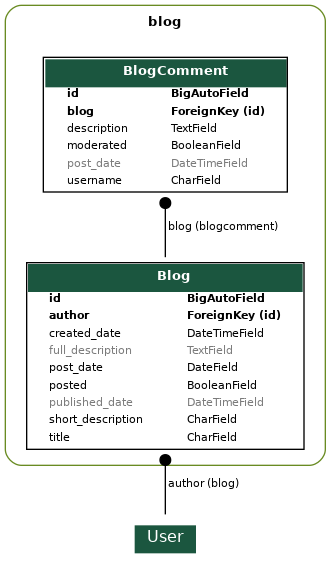 blog
BlogComment
id BigAutoField
blog ForeignKey (id)
description TextField
moderated BooleanField
post_date DateTimeField
username CharField
blog (blogcomment)
Blog
id BigAutoField
author ForeignKey (id)
created_date DateTimeField
full_description TextField
post_date DateField
posted BooleanField
published_date DateTimeField
short_description CharField
title CharField
author (blog)
User